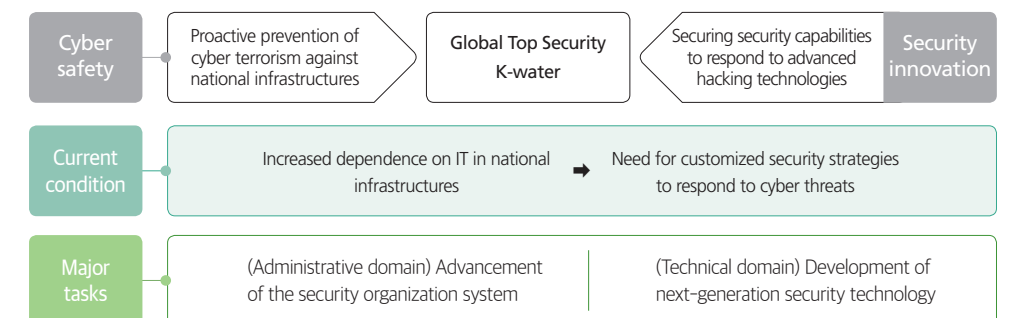 Cyber
safety
Proactive prevention of
cyber terrorism against
national infrastructures
Global Top Security
K-water
Securing security capabilities
to respond to advanced
hacking technologies
Security
innovation
Current
condition
Increased dependence on IT in national
infrastructures
➡
Need for customized security strategies
to respond to cyber threats
Major
tasks
(Administrative domain) Advancement
of the security organization system
(Technical domain) Development of
next-generation security technology